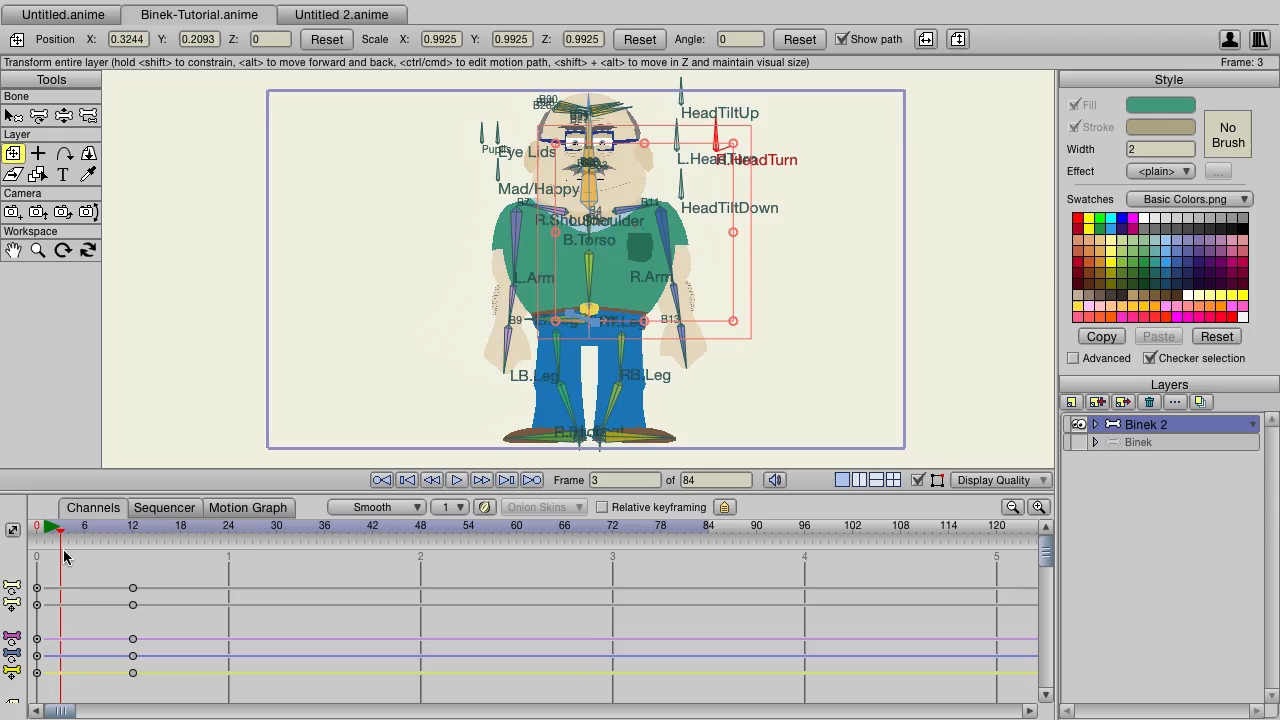 Untitled.anime Binek-Tutorial.anime Untitled 2.anime
Position X: 0.3244 Y: 0.2093 Z: 0 Reset Scale X: 0.9925 Y: 0.9925 Z: 0.9925 Reset Angle: 0 Reset Show path
Transform entire layer (hold <shift> to constrain, <alt> to move forward and back, <ctrl/cmd> to edit motion path, <shift> + <alt> to move in Z and maintain visual size) Frame: 3
Tools
Bone
Layer
Camera
Workspace
HeadTiltUp
Eye Lids
L.HeadTurn
R.HeadTurn
Mad/Happy
HeadTiltDown
B7
B4
B11
B.Torso
L.Arm
R.Arm
B9
B13
LB.Leg
RB.Leg
Style
Fill
Stroke
No Brush
Width 2
Effect <plain> ...
Swatches Basic Colors.png
Copy Paste Reset
Advanced Checker selection
Layers
Binek 2
Binek
Frame 3 of 84 Display Quality
Channels Sequencer Motion Graph Smooth 1 Onion Skins Relative keyframing
0 6 12 18 24 30 36 42 48 54 60 66 72 78 84 90 96 102 108 114 120
0 1 2 3 4 5